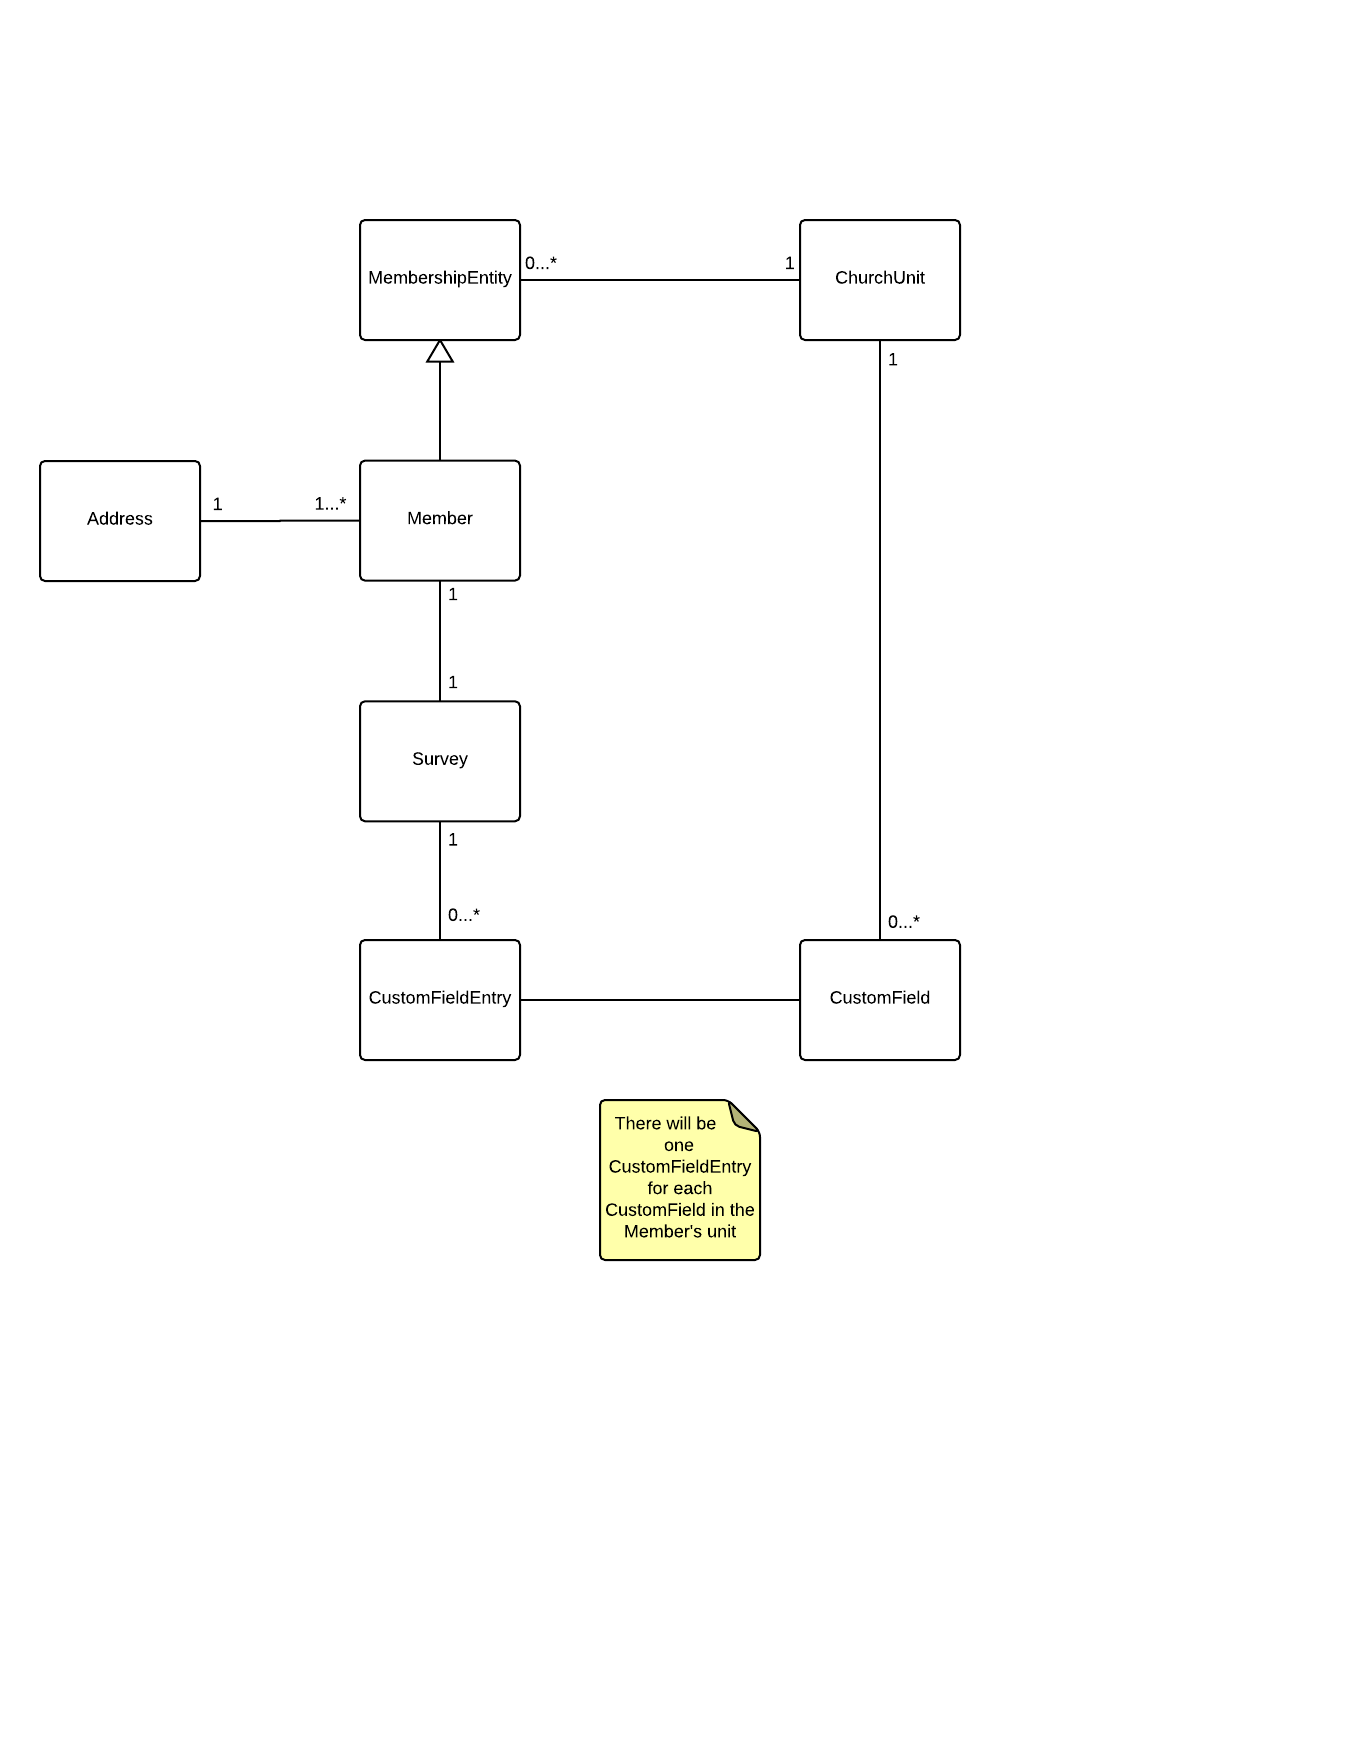 MembershipEntity
0...*
1
ChurchUnit
1
Address
1
1...*
Member
1
1
Survey
1
0...*
0...*
CustomFieldEntry
CustomField
There will be
one
CustomFieldEntry
for each
CustomField in the
Member's unit